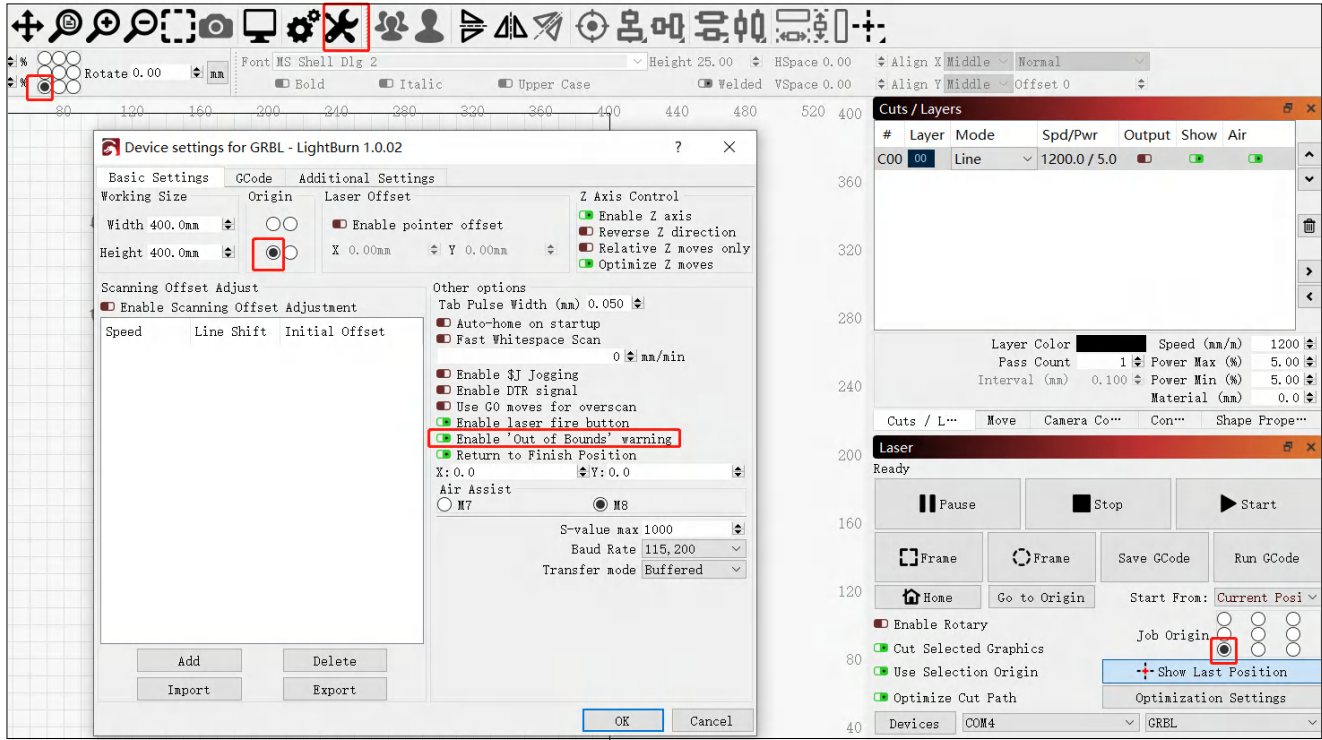 % Rotate 0.00 mm Font MS Shell Dlg 2 Height 25.00 HSpace 0.00 Align X Middle Normal
% Bold Italic Upper Case Welded VSpace 0.00 Align Y Middle Offset 0
80 120 160 200 240 280 320 360 400 440 480 520 400
360
320
280
240
200
160
120
80
40
Device settings for GRBL - LightBurn 1.0.02 ? ×
Basic Settings GCode Additional Settings
Working Size Origin Laser Offset Z Axis Control
Width 400.0mm Enable pointer offset Enable Z axis
Reverse Z direction
Height 400.0mm X 0.00mm Y 0.00mm Relative Z moves only
Optimize Z moves
Scanning Offset Adjust
Enable Scanning Offset Adjustment
Speed Line Shift Initial Offset
Add Delete
Import Export
Other options
Tab Pulse Width (mm) 0.050
Auto-home on startup
Fast Whitespace Scan
0 mm/min
Enable $J Jogging
Enable DTR signal
Use G0 moves for overscan
Enable laser fire button
Enable 'Out of Bounds' warning
Return to Finish Position
X: 0.0 Y: 0.0
Air Assist
M7 M8
S-value max 1000
Baud Rate 115,200
Transfer mode Buffered
OK Cancel
Cuts / Layers
# Layer Mode Spd/Pwr Output Show Air
C00 00 Line 1200.0 / 5.0
Layer Color Speed (mm/m) 1200
Pass Count 1 Power Max (%) 5.00
Interval (mm) 0.100 Power Min (%) 5.00
Material (mm) 0.0
Cuts / L··· Move Camera Co··· Con··· Shape Prope···
Laser
Ready
Pause Stop Start
Frame Frame Save GCode Run GCode
Home Go to Origin Start From: Current Posi
Enable Rotary
Job Origin
Cut Selected Graphics
Use Selection Origin Show Last Position
Optimize Cut Path Optimization Settings
Devices COM4 GRBL